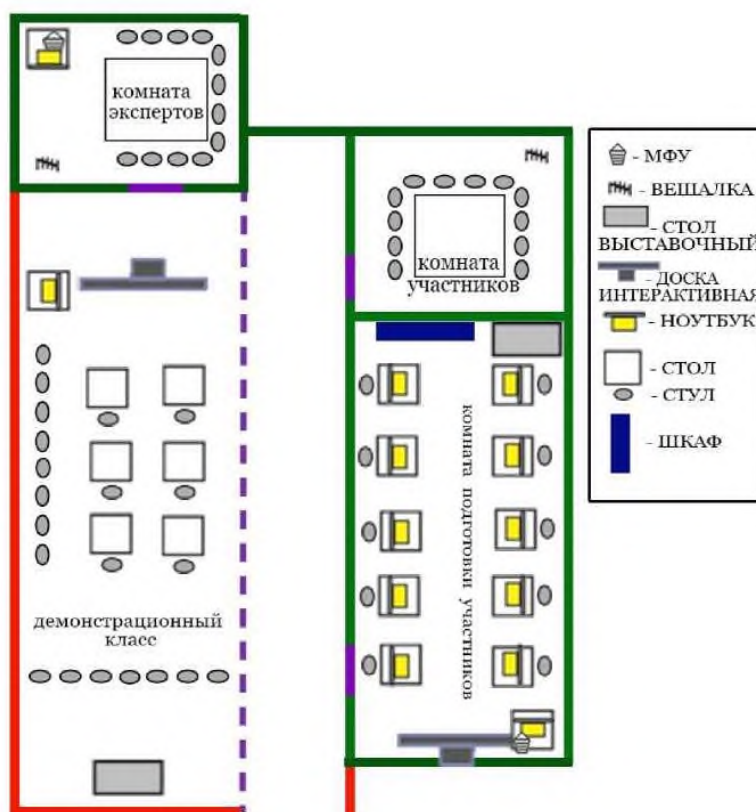 комната
экспертов
комната
участников
комната подготовки участников
демонстрационный
класс
- МФУ
- ВЕШАЛКА
- СТОЛ
ВЫСТАВОЧНЫЙ
- ДОСКА
ИНТЕРАКТИВНАЯ
- НОУТБУК
- СТОЛ
- СТУЛ
- ШКАФ